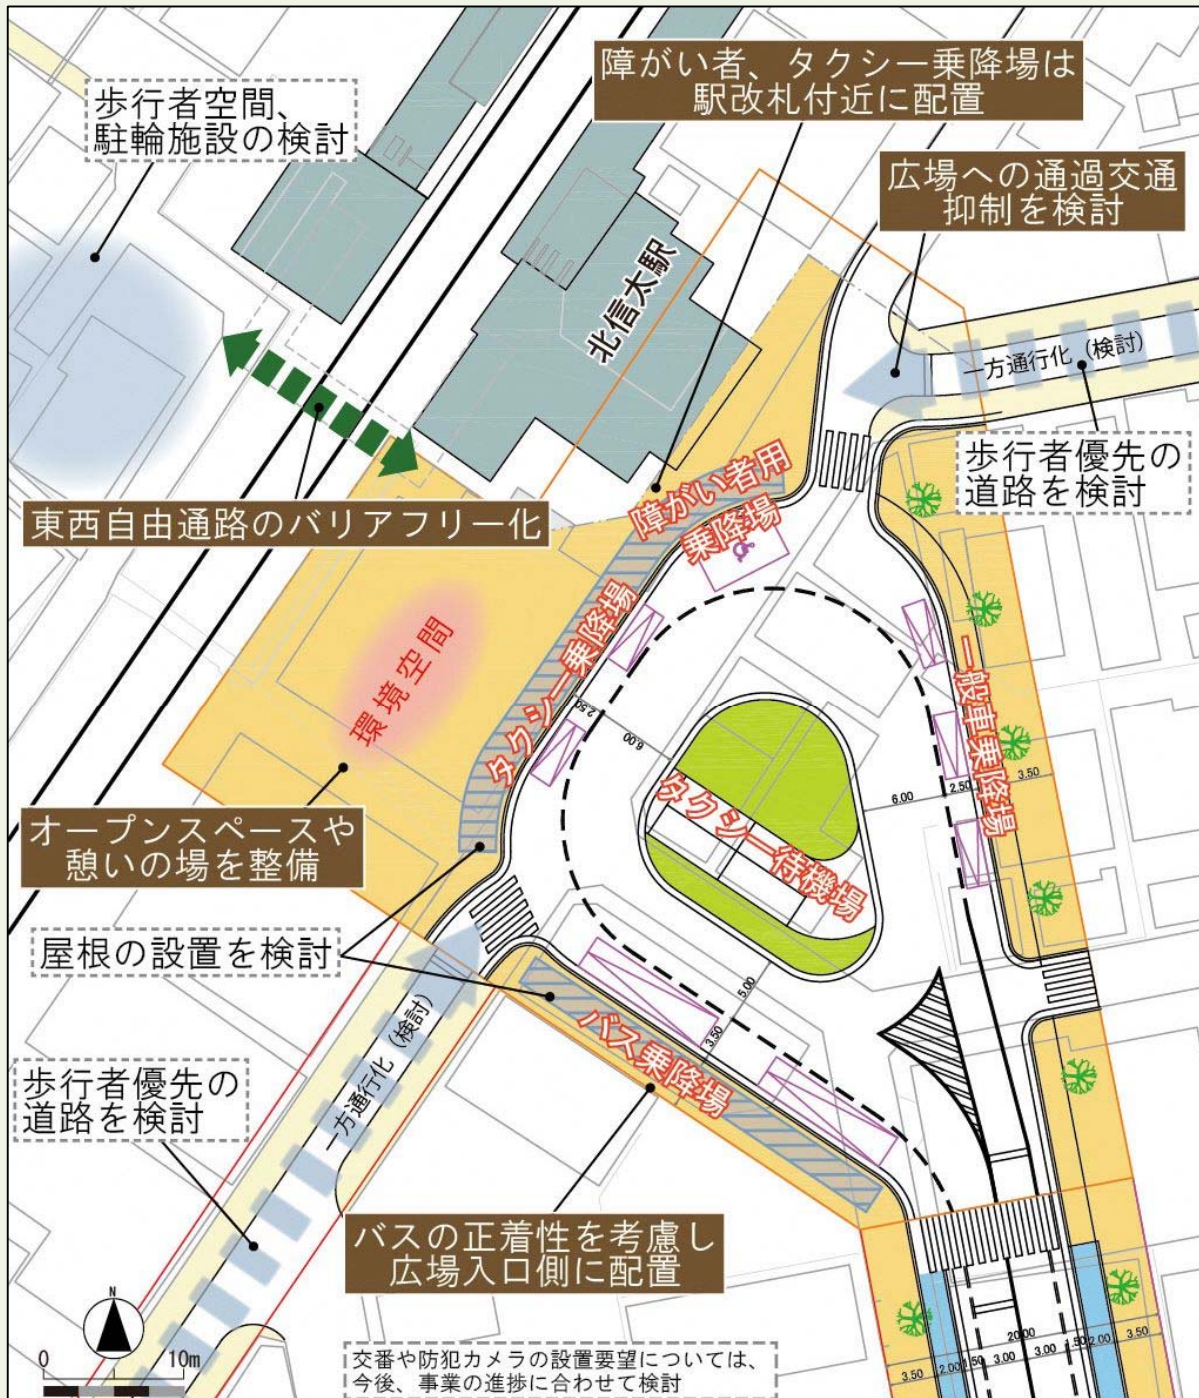 障がい者、タクシー乗降場は
駅改札付近に配置
歩行者空間、
駐輪施設の検討
広場への通過交通
抑制を検討
北信太駅
一方通行化（検討）
歩行者優先の
道路を検討
東西自由通路のバリアフリー化
障がい者用
乗降場
タクシー乗降場
環境空間
一般車乗降場
2.50
6.00
タクシー待機場
6.00
2.50
3.50
オープンスペースや
憩いの場を整備
屋根の設置を検討
5.00
3.50
バス乗降場
一方通行化（検討）
歩行者優先の
道路を検討
バスの正着性を考慮し
広場入口側に配置
N
0
10m
交番や防犯カメラの設置要望については、
今後、事業の進捗に合わせて検討
20.00
3.50
2.00
1.50
3.00
3.00
1.50
2.00
3.50